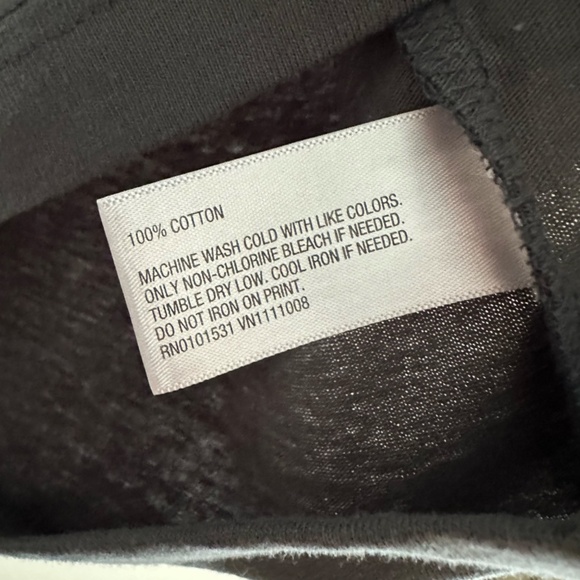 100% COTTON
MACHINE WASH COLD WITH LIKE COLORS.
ONLY NON-CHLORINE BLEACH IF NEEDED.
TUMBLE DRY LOW. COOL IRON IF NEEDED.
DO NOT IRON ON PRINT.
RN0101531 VN1111008